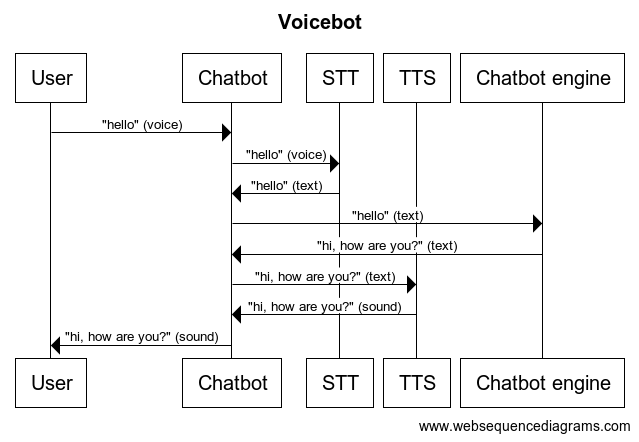 Voicebot
User Chatbot STT TTS Chatbot engine
"hello" (voice)
"hello" (voice)
"hello" (text)
"hello" (text)
"hi, how are you?" (text)
"hi, how are you?" (text)
"hi, how are you?" (sound)
"hi, how are you?" (sound)
User Chatbot STT TTS Chatbot engine
www.websequencediagrams.com